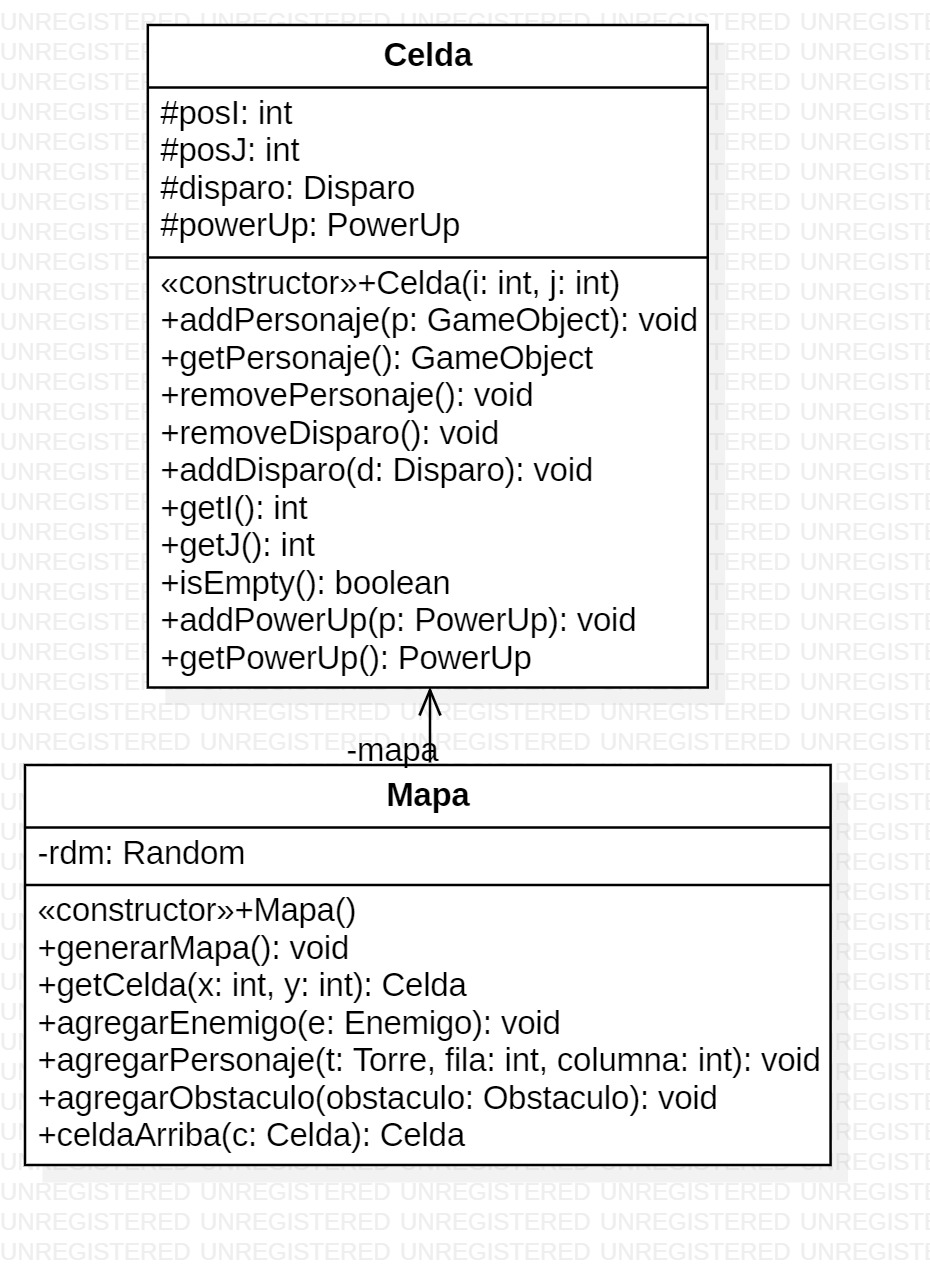 Celda
#posI: int
#posJ: int
#disparo: Disparo
#powerUp: PowerUp
«constructor»+Celda(i: int, j: int)
+addPersonaje(p: GameObject): void
+getPersonaje(): GameObject
+removePersonaje(): void
+removeDisparo(): void
+addDisparo(d: Disparo): void
+getI(): int
+getJ(): int
+isEmpty(): boolean
+addPowerUp(p: PowerUp): void
+getPowerUp(): PowerUp
-mapa
Mapa
-rdm: Random
«constructor»+Mapa()
+generarMapa(): void
+getCelda(x: int, y: int): Celda
+agregarEnemigo(e: Enemigo): void
+agregarPersonaje(t: Torre, fila: int, columna: int): void
+agregarObstaculo(obstaculo: Obstaculo): void
+celdaArriba(c: Celda): Celda
UNREGISTERED UNREGISTERED UNREGISTERED UNREGISTERED